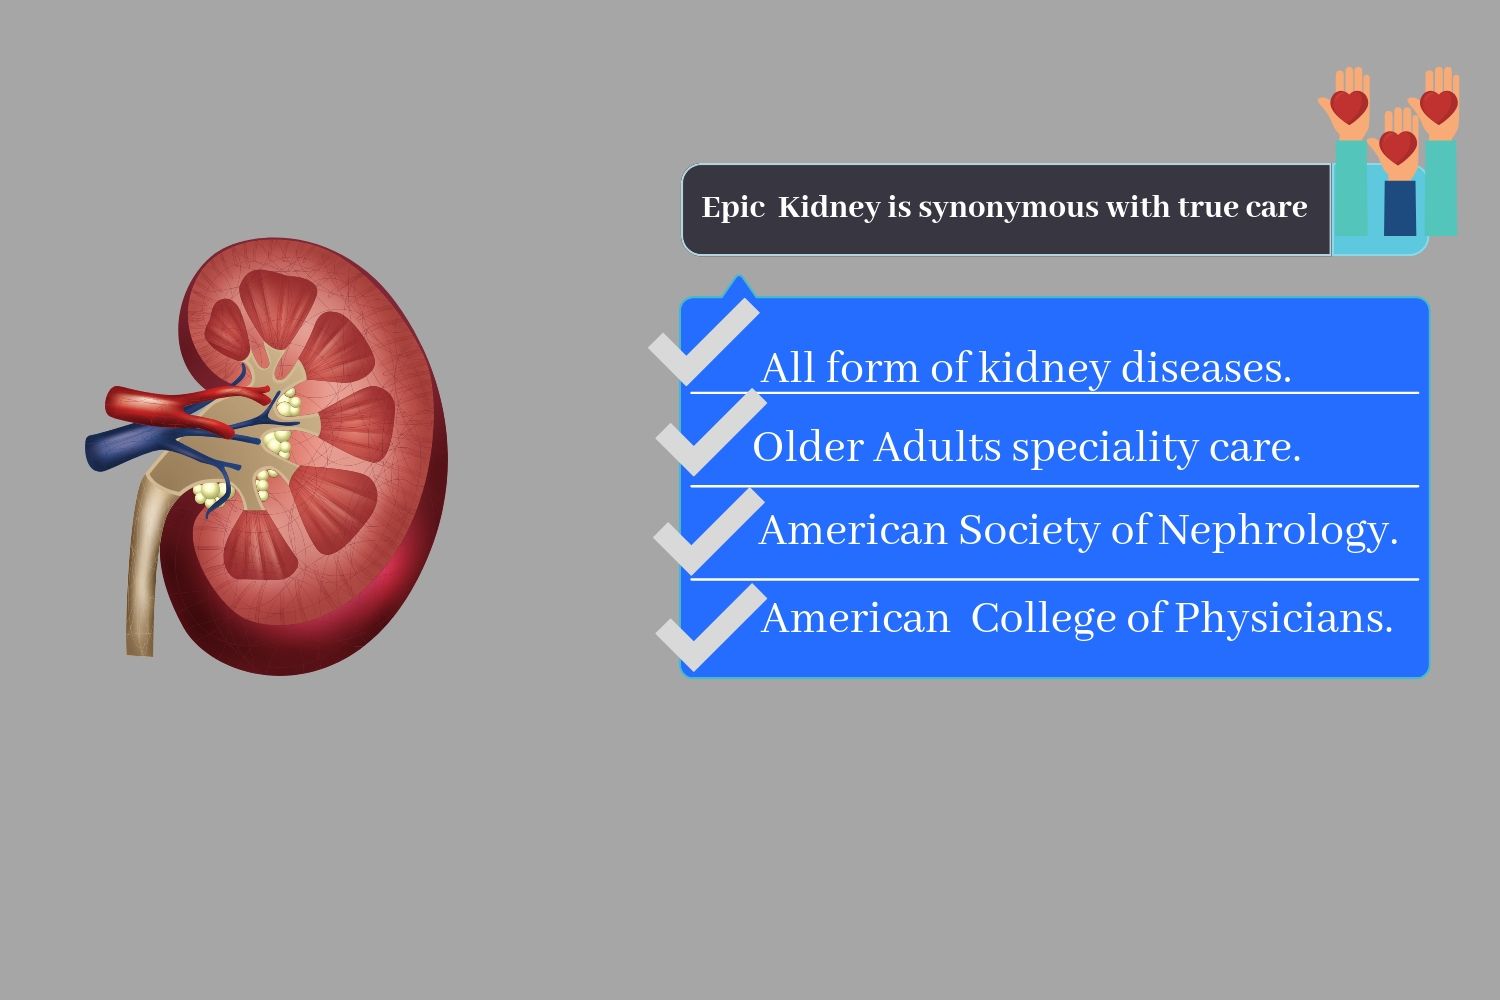 Epic  Kidney is synonymous with true care
All form of kidney diseases.
Older Adults speciality care.
American Society of Nephrology.
American  College of Physicians.